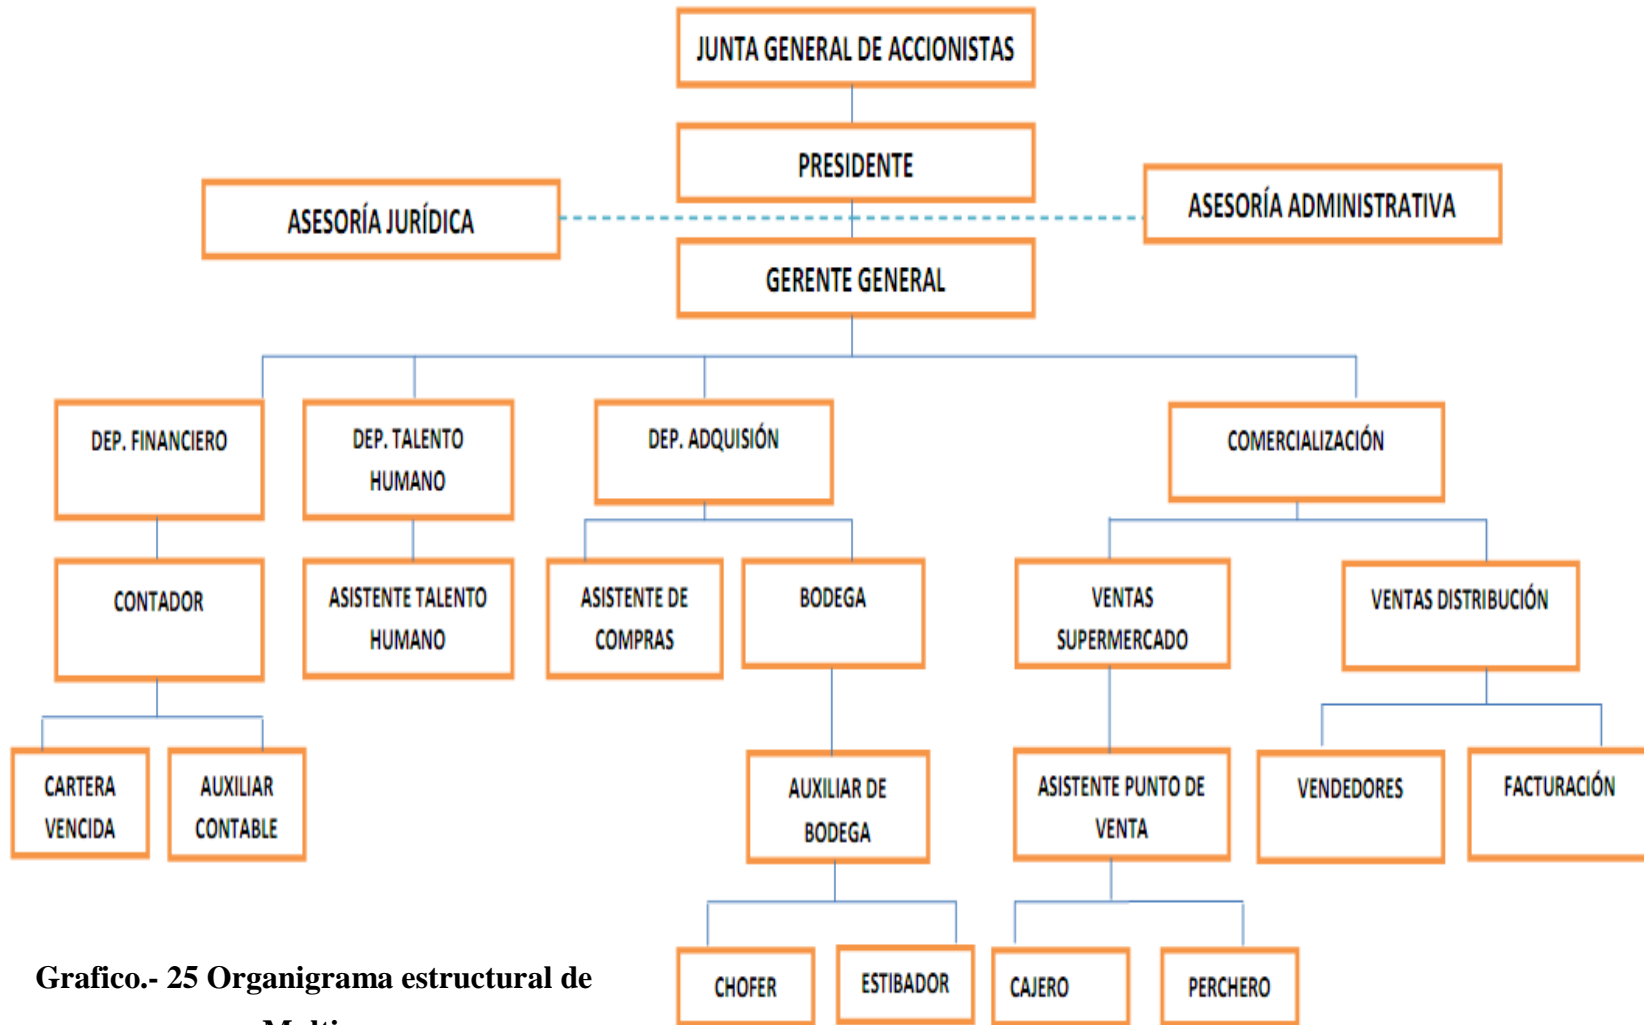 JUNTA GENERAL DE ACCIONISTAS
PRESIDENTE
ASESORÍA JURÍDICA
ASESORÍA ADMINISTRATIVA
GERENTE GENERAL
DEP. FINANCIERO
DEP. TALENTO
HUMANO
DEP. ADQUISIÓN
COMERCIALIZACIÓN
CONTADOR
ASISTENTE TALENTO
HUMANO
ASISTENTE DE
COMPRAS
BODEGA
VENTAS
SUPERMERCADO
VENTAS DISTRIBUCIÓN
CARTERA
VENCIDA
AUXILIAR
CONTABLE
AUXILIAR DE
BODEGA
ASISTENTE PUNTO DE
VENTA
VENDEDORES
FACTURACIÓN
CHOFER
ESTIBADOR
CAJERO
PERCHERO
Grafico.- 25 Organigrama estructural de